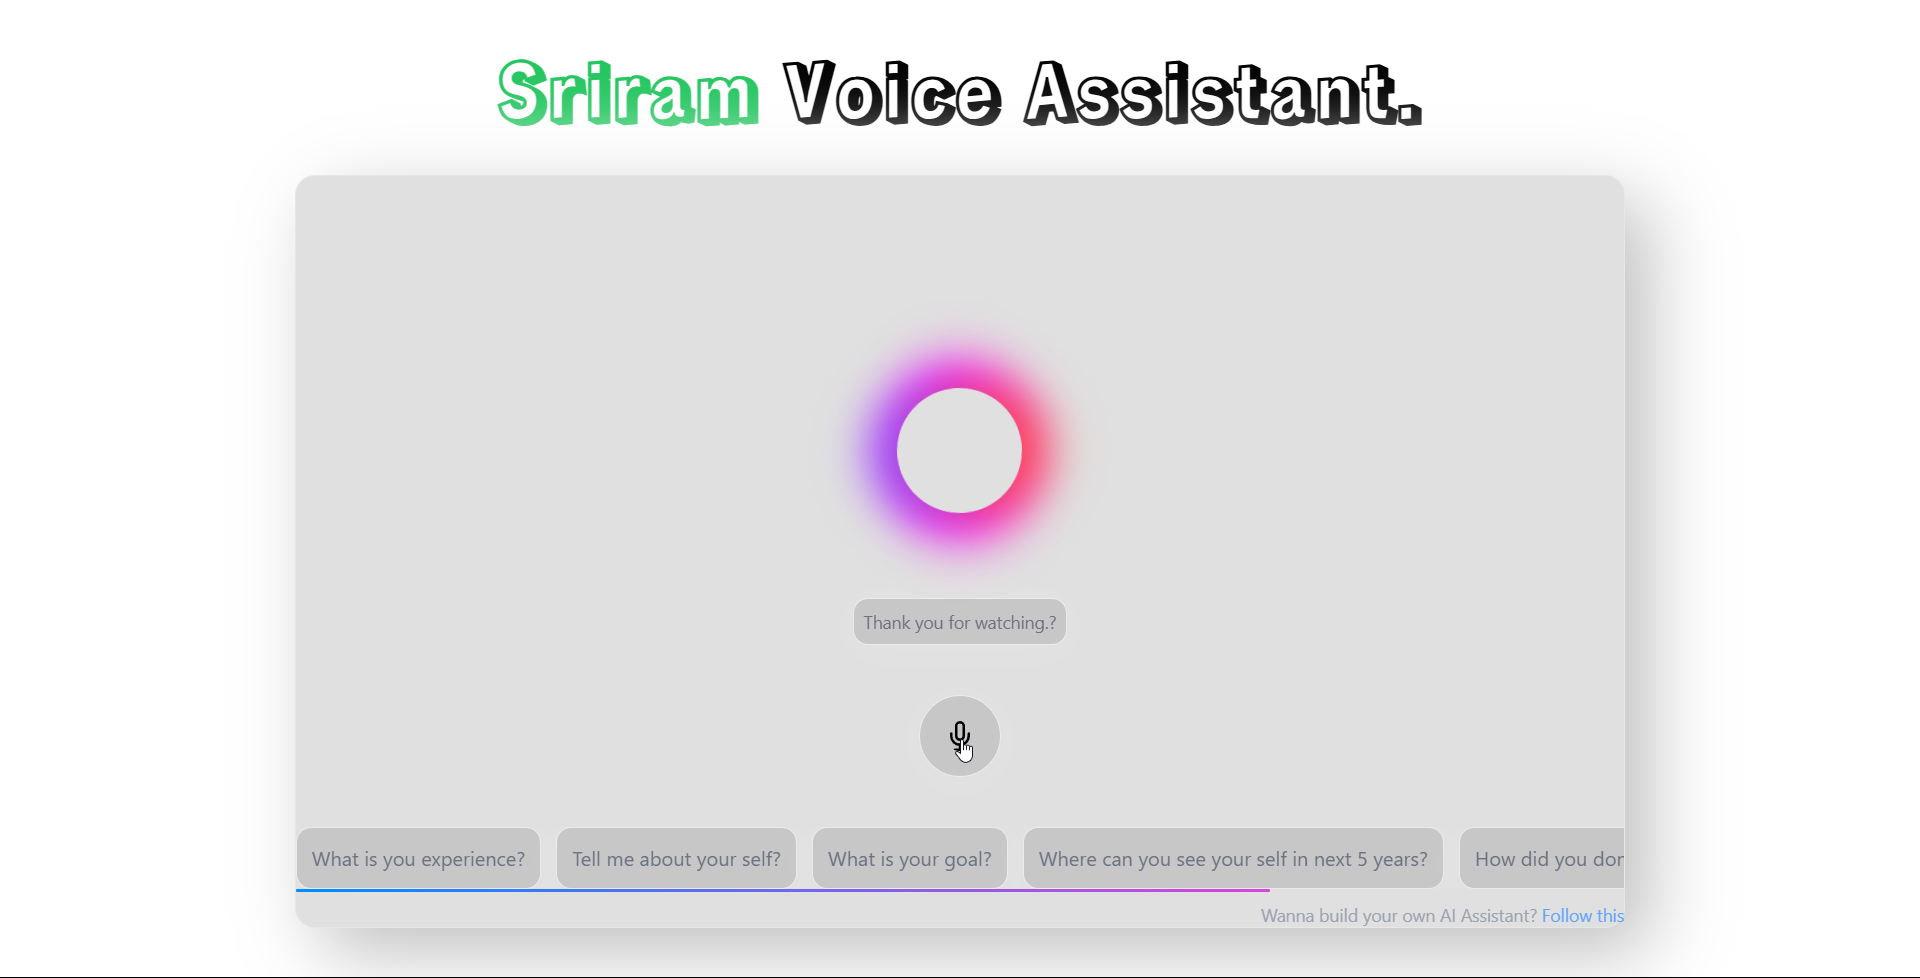 Sriram Voice Assistant.
Thank you for watching.?
What is you experience?
Tell me about your self?
What is your goal?
Where can you see your self in next 5 years?
How did you
Wanna build your own AI Assistant? Follow this